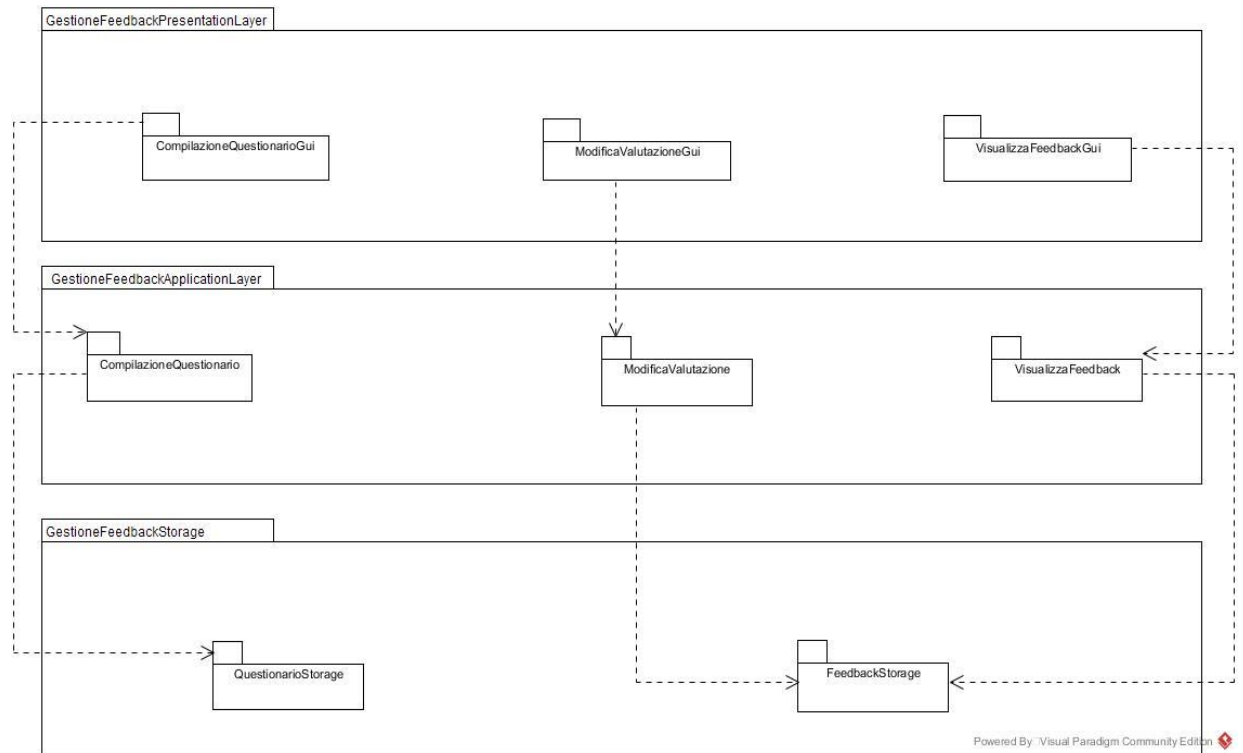 GestioneFeedbackPresentationLayer
CompilazioneQuestionarioGui
ModificaValutazioneGui
VisualizzaFeedbackGui
GestioneFeedbackApplicationLayer
CompilazioneQuestionario
ModificaValutazione
VisualizzaFeedback
GestioneFeedbackStorage
QuestionarioStorage
FeedbackStorage
Powered By Visual Paradigm Community Edition